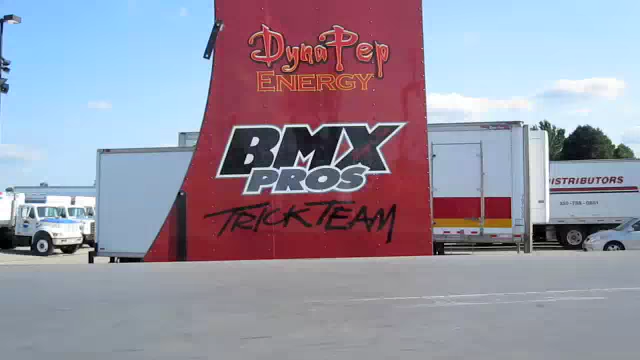 DynaPep
ENERGY
BMX
PROS
TRICK TEAM
DISTRIBUTORS